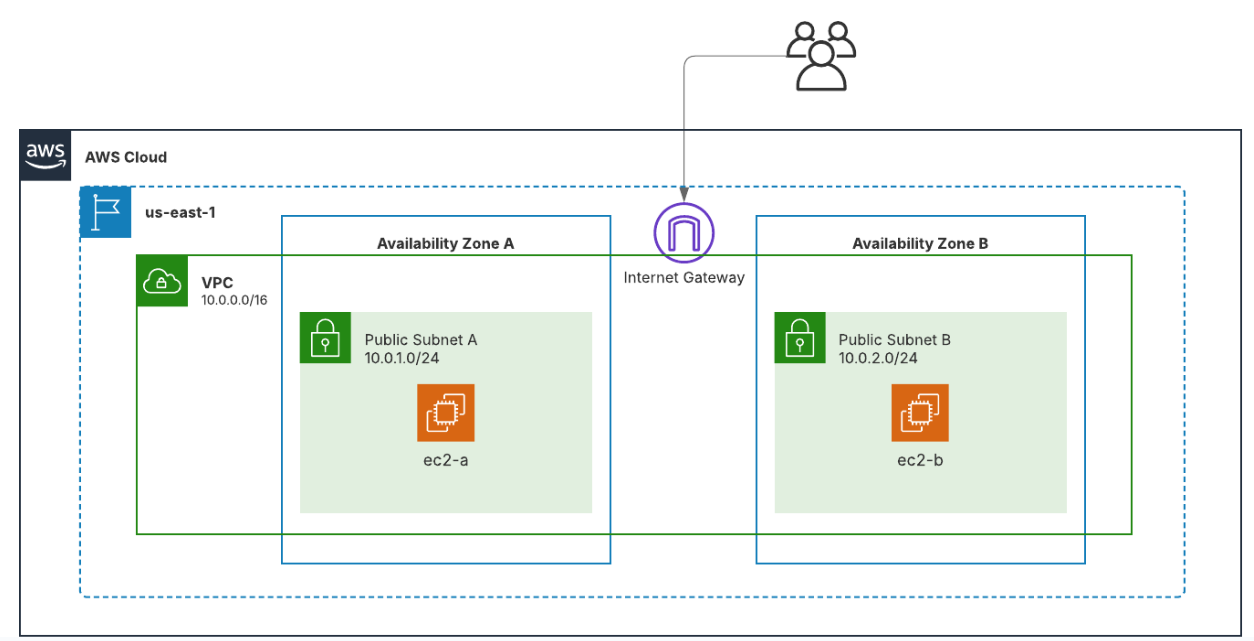 aws
AWS Cloud
us-east-1
Availability Zone A
Availability Zone B
Internet Gateway
VPC
10.0.0.0/16
Public Subnet A
10.0.1.0/24
ec2-a
Public Subnet B
10.0.2.0/24
ec2-b